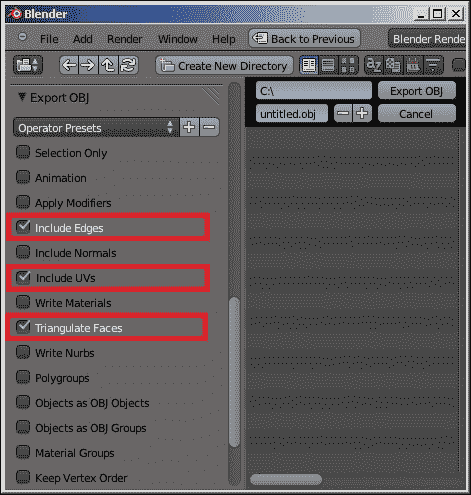 Blender
File Add Render Window Help Back to Previous Blender Rende
Create New Directory
Export OBJ
C:\ Export OBJ
Operator Presets
untitled.obj Cancel
Selection Only
Animation
Apply Modifiers
Include Edges
Include Normals
Include UVs
Write Materials
Triangulate Faces
Write Nurbs
Polygroups
Objects as OBJ Objects
Objects as OBJ Groups
Material Groups
Keep Vertex Order